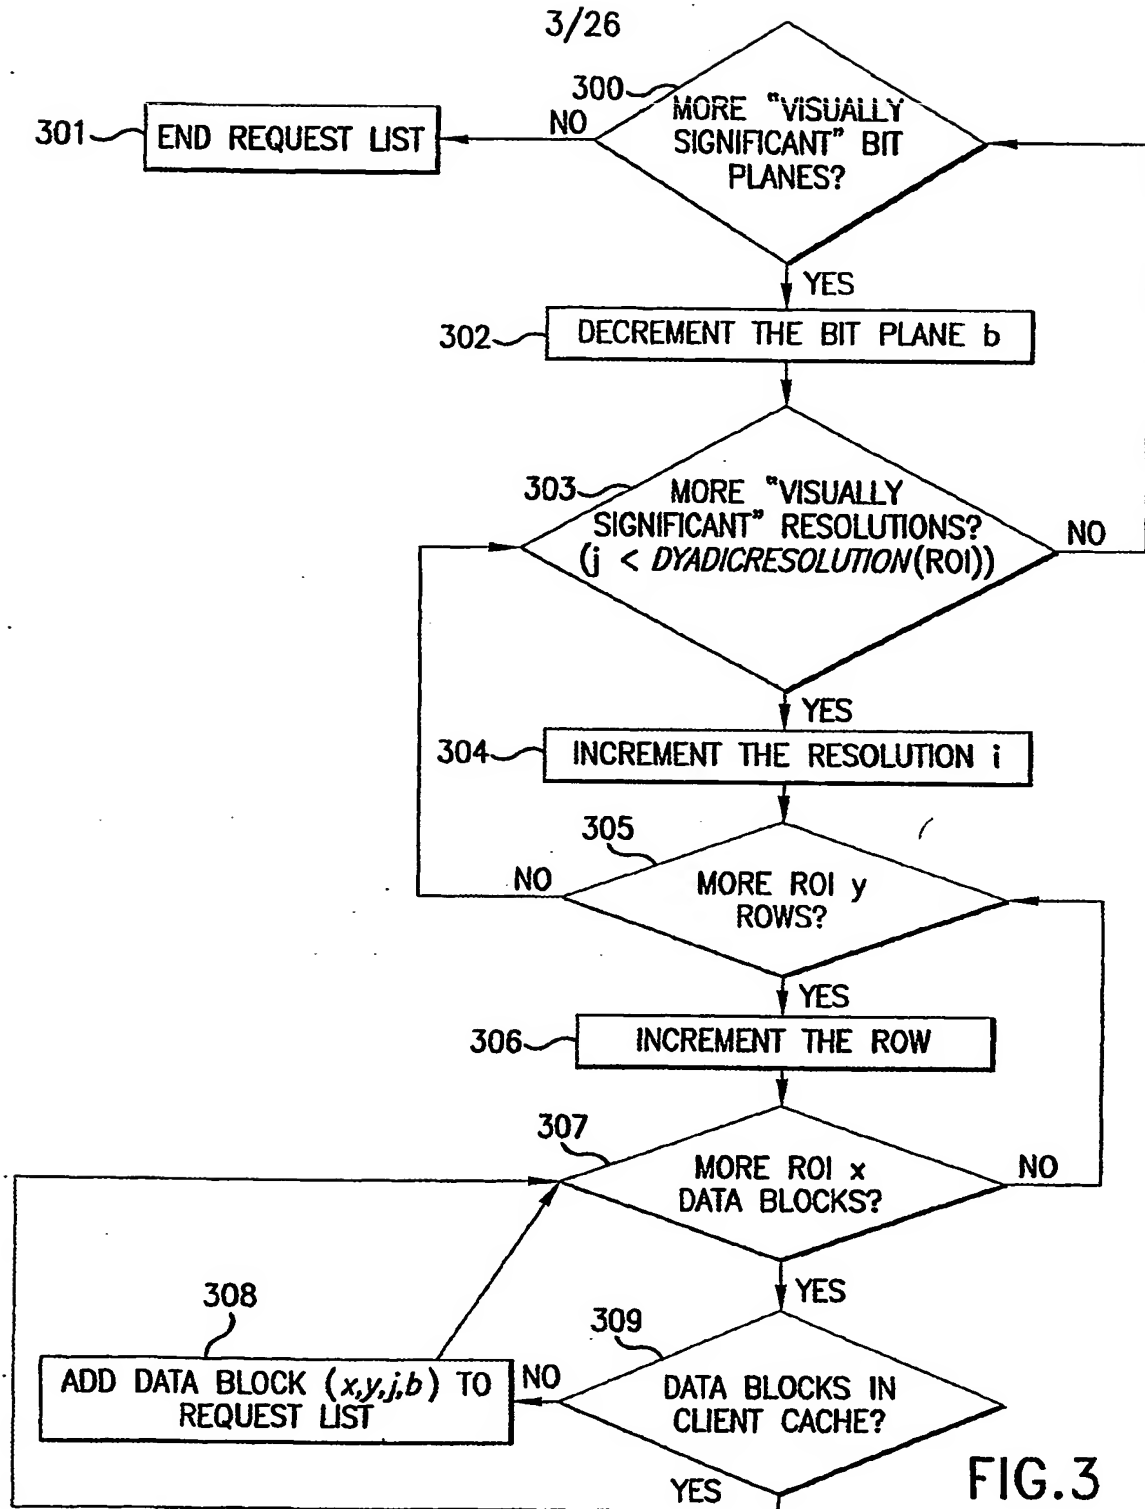 3/26
300
MORE "VISUALLY
SIGNIFICANT" BIT
PLANES?
NO
301
END REQUEST LIST
YES
302
DECREMENT THE BIT PLANE b
303
MORE "VISUALLY
SIGNIFICANT" RESOLUTIONS?
(j < DYADICRESOLUTION(ROI))
NO
YES
304
INCREMENT THE RESOLUTION i
305
NO
MORE ROI y
ROWS?
YES
306
INCREMENT THE ROW
307
MORE ROI x
DATA BLOCKS?
NO
YES
308
309
ADD DATA BLOCK (x,y,j,b) TO
REQUEST LIST
NO
DATA BLOCKS IN
CLIENT CACHE?
YES
FIG.3